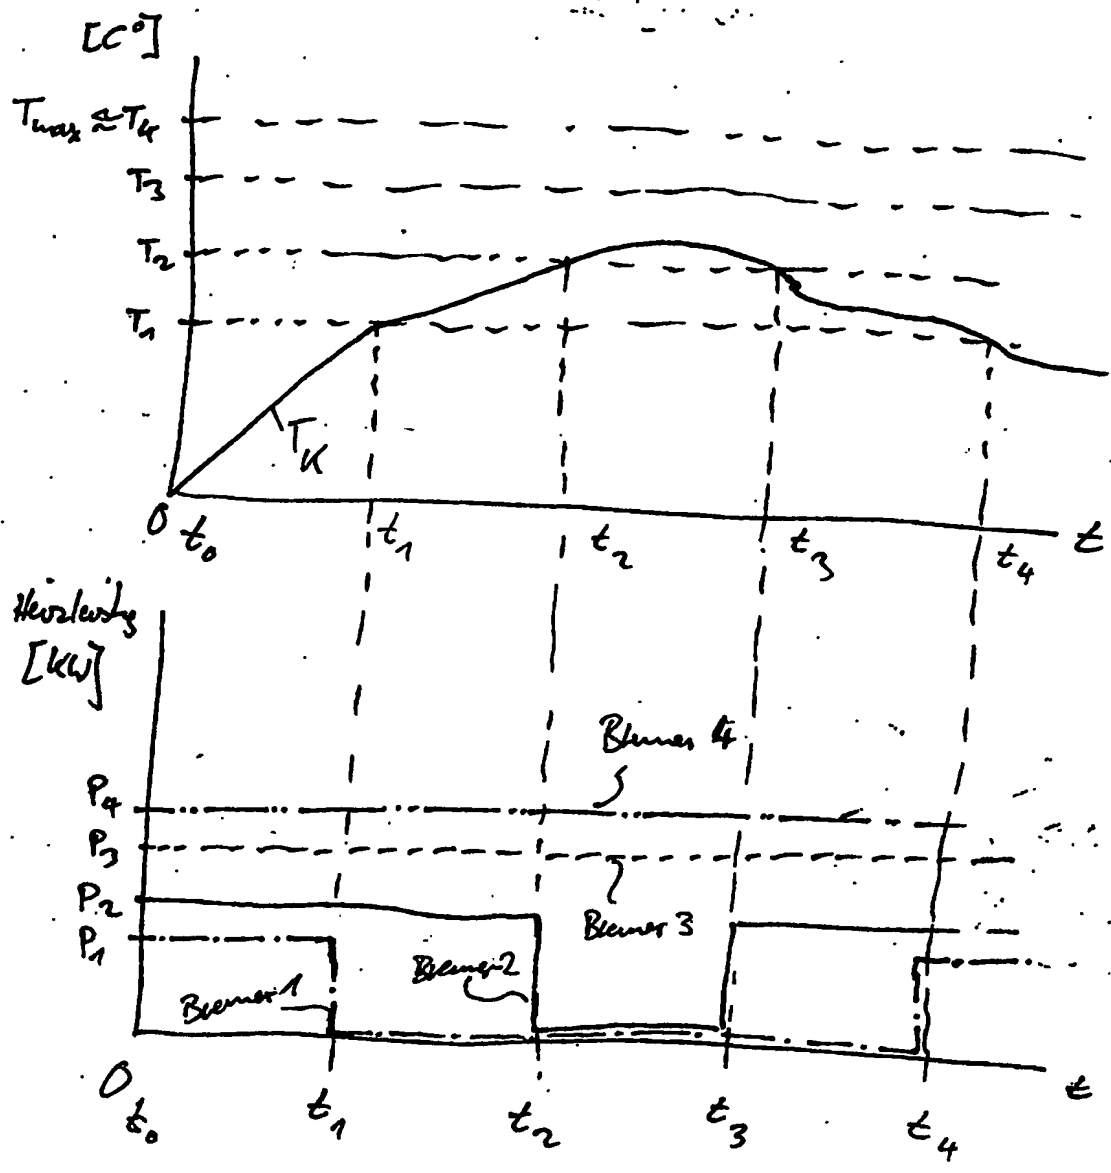 [C°]
Tmax ≈ T4
T3
T2
T1
TK
0 t0 t1 t2 t3 t4 t
Heizleistg
[KW]
Brenner 4
P4
P3
P2
Brenner 3
P1
Brenner 2
Brenner 1
0
t0 t1 t2 t3 t4 t